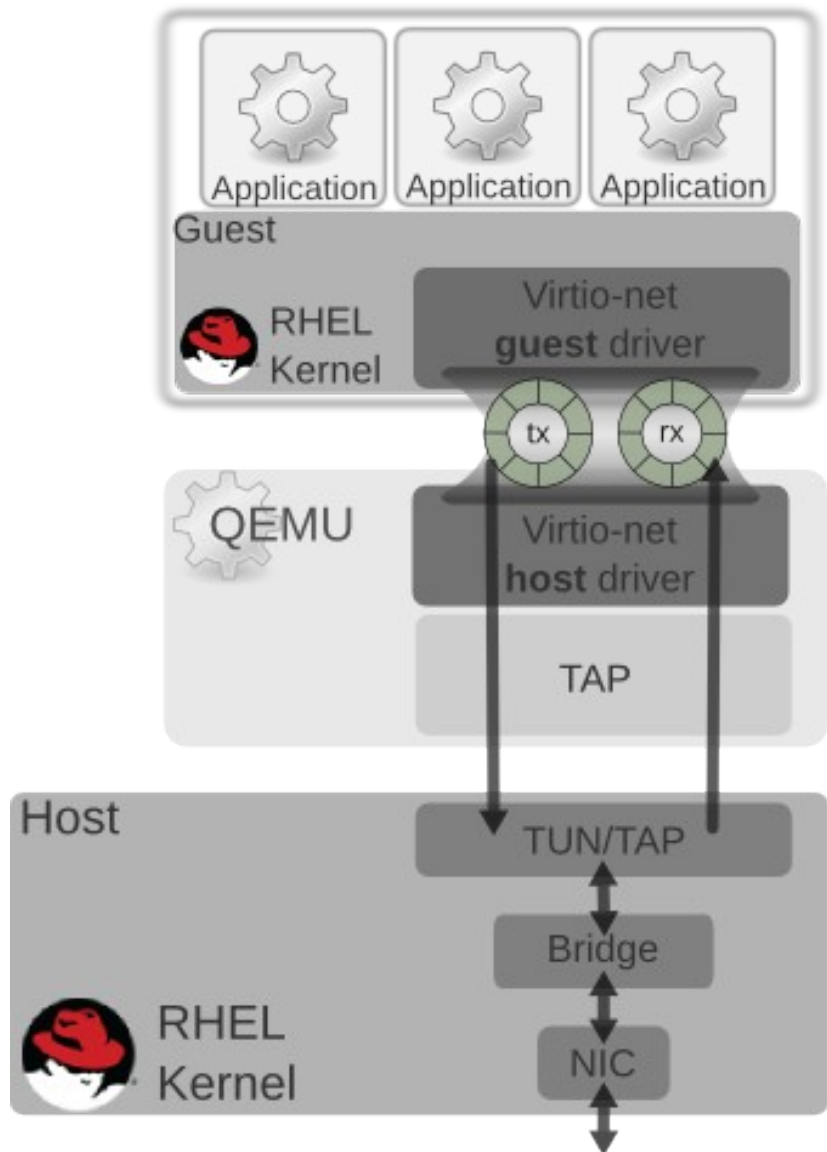 Application
Application
Application
Guest
RHEL
Kernel
Virtio-net
guest driver
tx
rx
QEMU
Virtio-net
host driver
TAP
Host
TUN/TAP
Bridge
NIC
RHEL
Kernel